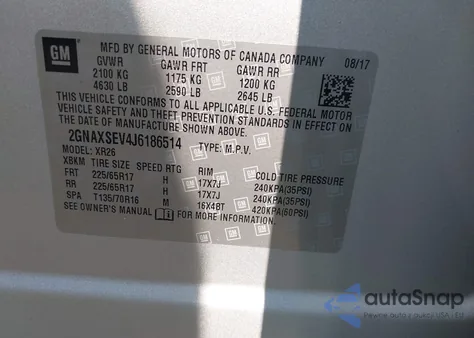 GM
MFD BY GENERAL MOTORS OF CANADA COMPANY 08/17
GVWR GAWR FRT GAWR RR
2100 KG 1175 KG 1200 KG
4630 LB 2590 LB 2645 LB
THIS VEHICLE CONFORMS TO ALL APPLICABLE U.S. FEDERAL MOTOR
VEHICLE SAFETY AND THEFT PREVENTION STANDARDS IN EFFECT ON
THE DATE OF MANUFACTURE SHOWN ABOVE.
2GNAXSEV4J6186514 TYPE: M.P.V.
MODEL: XR26
XBKM TIRE SIZE SPEED RTG RIM COLD TIRE PRESSURE
FRT 225/65R17 H 17X7J 240KPA(35PSI)
RR 225/65R17 H 17X7J 240KPA(35PSI)
SPA T135/70R16 M 16X4BT 420KPA(60PSI)
SEE OWNER'S MANUAL FOR MORE INFORMATION.
autoSnap
Pewne auta z USA i EU